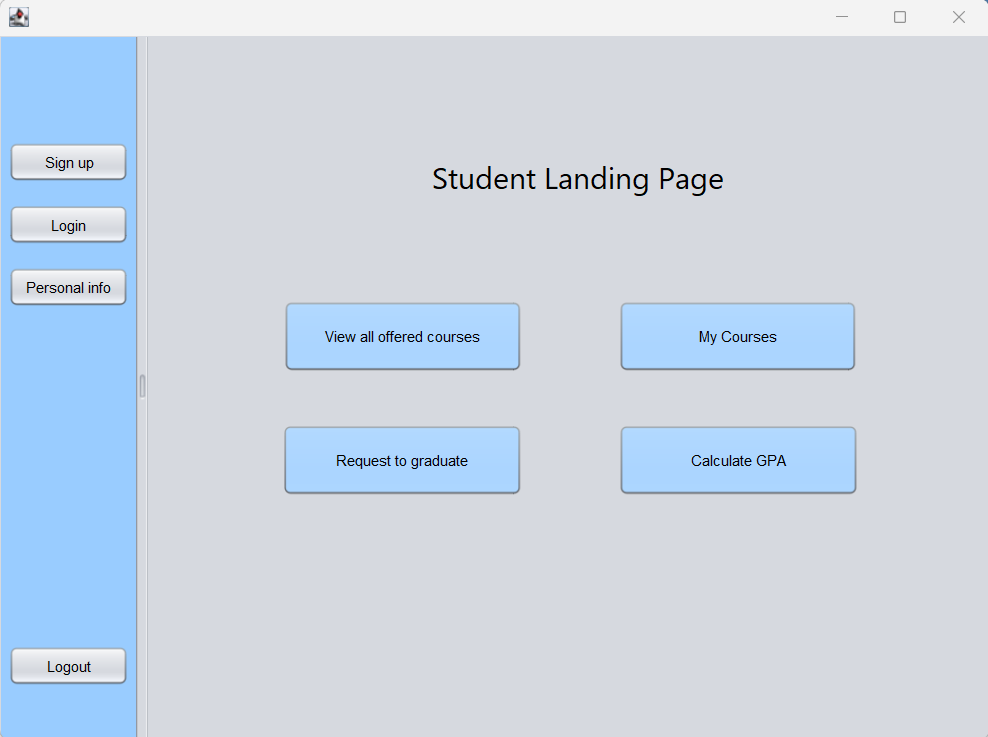 Sign up
Login
Personal info
Logout
Student Landing Page
View all offered courses
My Courses
Request to graduate
Calculate GPA